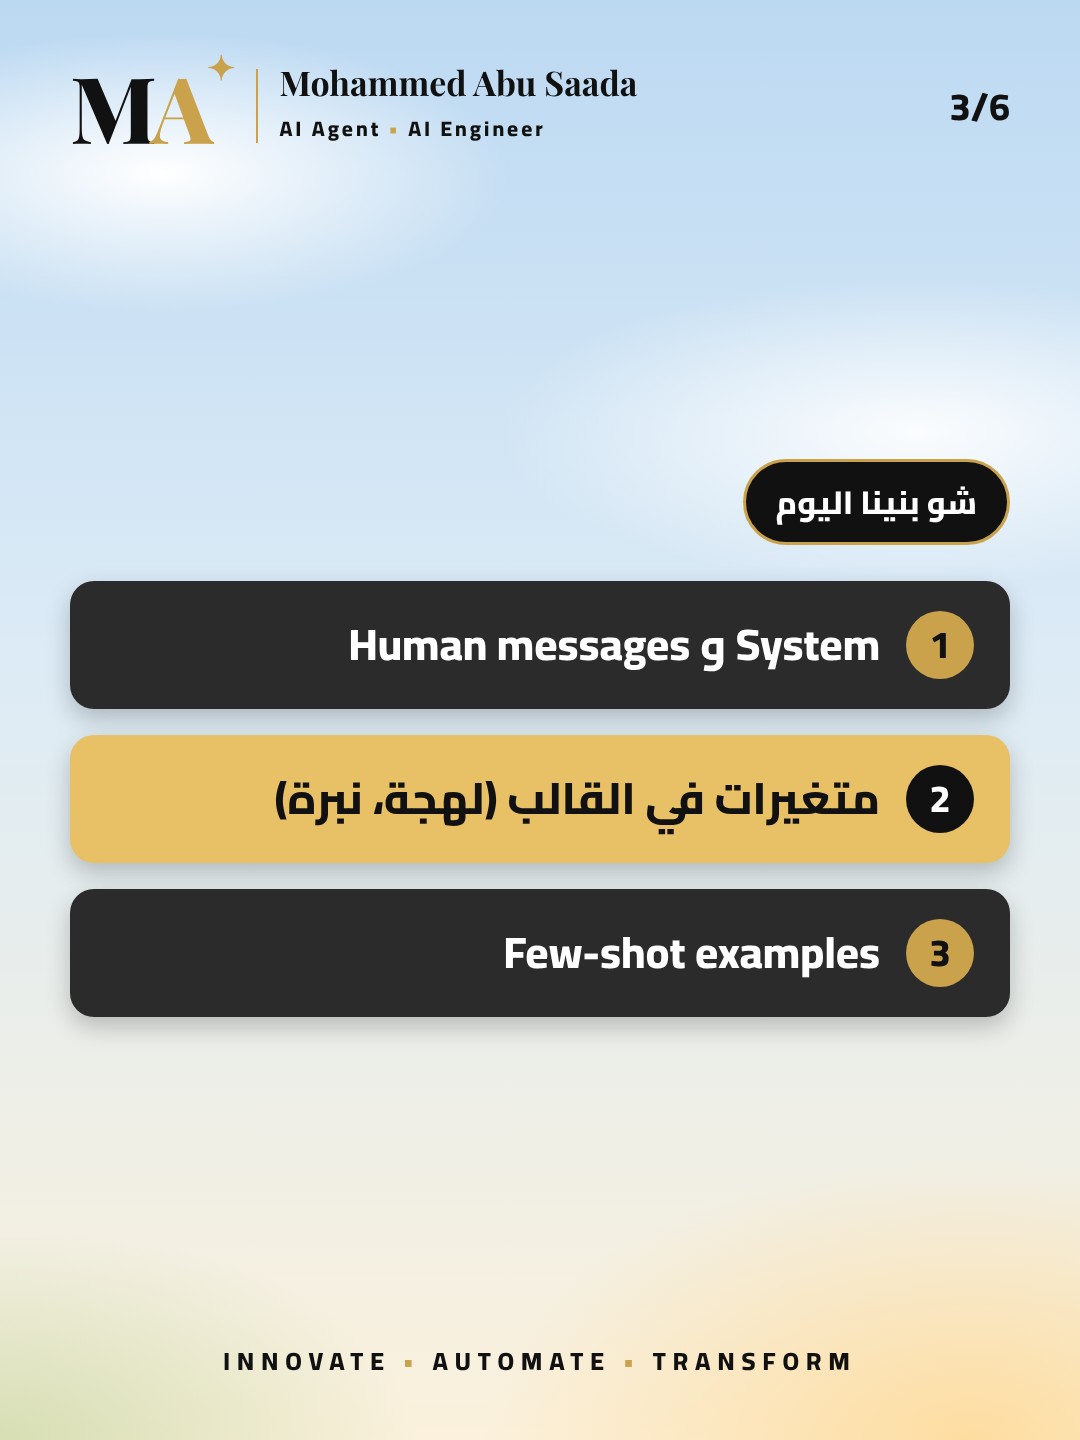 MA
Mohammed Abu Saada
AI Agent ▪ AI Engineer
3/6
شو بنينا اليوم
1 System و Human messages
2 متغيرات في القالب (لهجة، نبرة)
3 Few-shot examples
INNOVATE ▪ AUTOMATE ▪ TRANSFORM